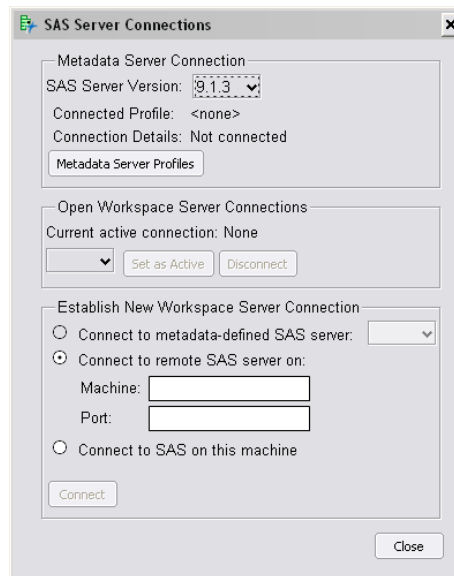 SAS Server Connections
Metadata Server Connection
SAS Server Version: 9.1.3
Connected Profile: <none>
Connection Details: Not connected
Metadata Server Profiles
Open Workspace Server Connections
Current active connection: None
Set as Active Disconnect
Establish New Workspace Server Connection
Connect to metadata-defined SAS server:
Connect to remote SAS server on:
Machine:
Port:
Connect to SAS on this machine
Connect
Close